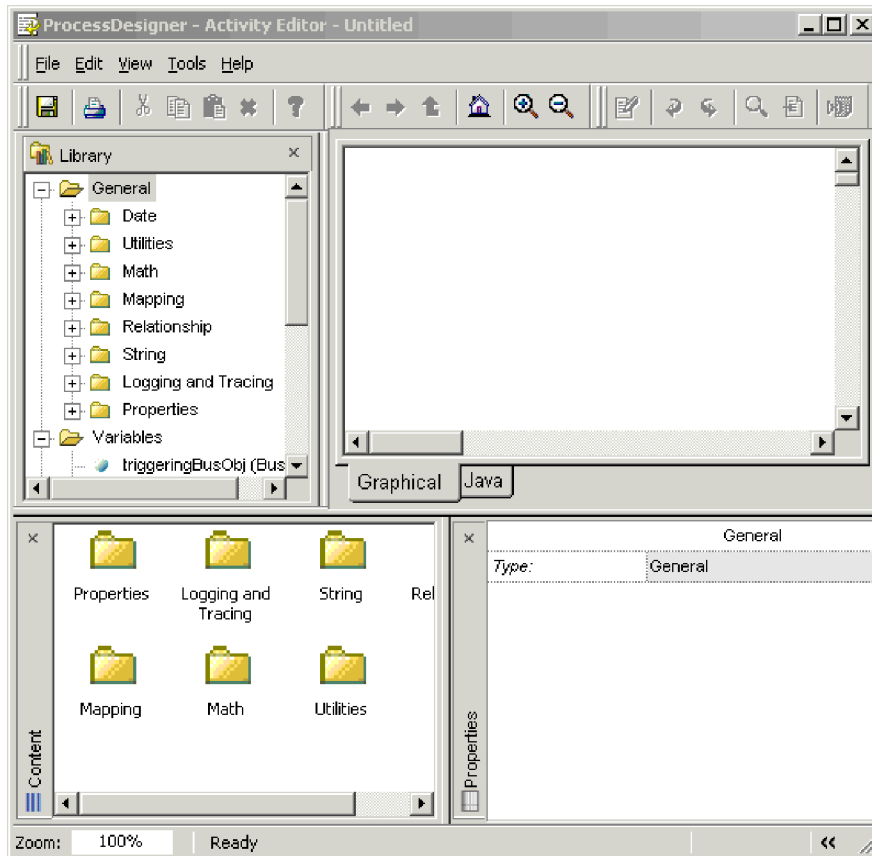 ProcessDesigner - Activity Editor - Untitled
File Edit View Tools Help
Library
General
Date
Utilities
Math
Mapping
Relationship
String
Logging and Tracing
Properties
Variables
triggeringBusObj (Bus
Graphical Java
Properties Logging and Tracing String Rel
Mapping Math Utilities
Content
General
Type: General
Properties
Zoom: 100% Ready